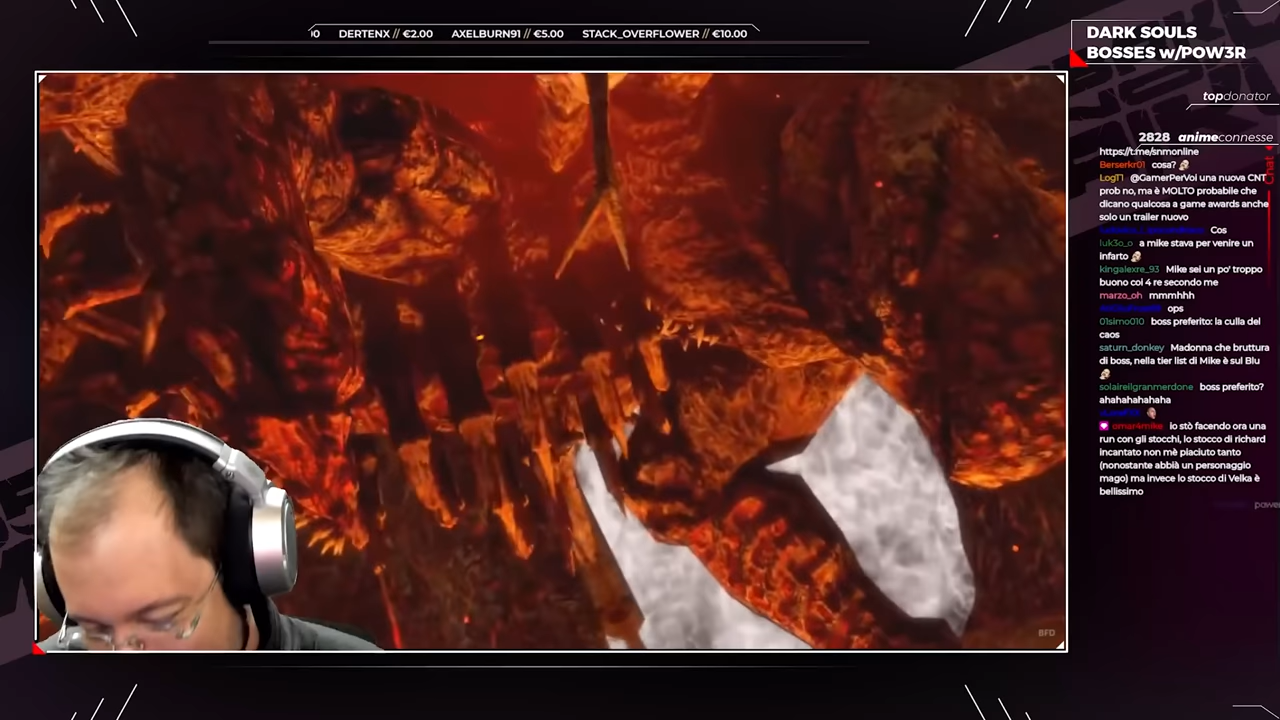 DERTENX // €2.00 AXELBURN91 // €5.00 STACK_OVERFLOWER // €10.00
DARK SOULS
BOSSES w/POW3R
topdonator
2828 animeconnesse
https://t.me/snmonline
Berserkr01 cosa?
LogT1 @GamerPerVoi una nuova CNT
prob no, ma è MOLTO probabile che
dicano qualcosa a game awards anche
solo un trailer nuovo
Cos
luk3o_o a mike stava per venire un
infarto
kingalexre_93 Mike sei un po' troppo
buono col 4 re secondo me
marzo_oh mmmhhh
ops
01simo010 boss preferito: la culla del
caos
saturn_donkey Madonna che bruttura
di boss, nella tier list di Mike è sul Blu
solaireilgranmerdone boss preferito?
ahahahahahaha
omar4mike io stò facendo ora una
run con gli stocchi, lo stocco di richard
incantato non mè piaciuto tanto
(nonostante abbià un personaggio
mago) ma invece lo stocco di Velka è
bellissimo
Chat
BFD